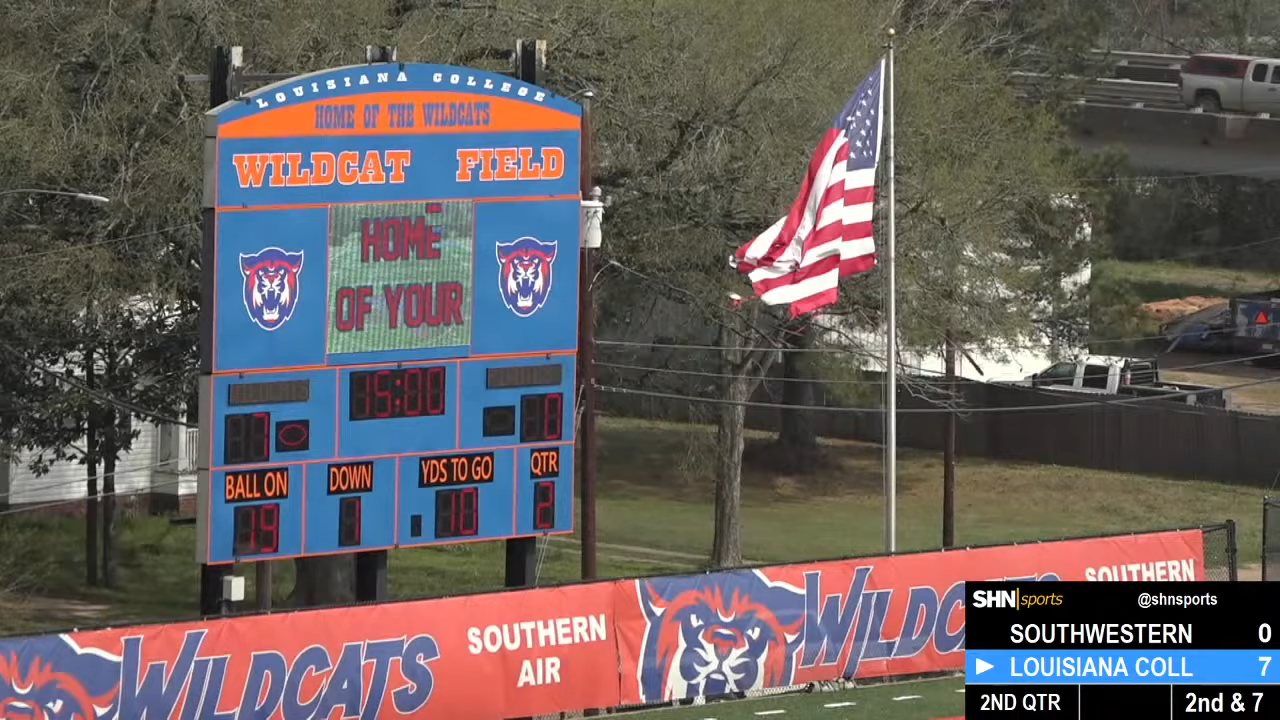 LOUISIANA COLLEGE
HOME OF THE WILDCATS
WILDCAT FIELD
HOME
OF YOUR
15:00
7 0
BALL ON DOWN YDS TO GO QTR
19 1 10 2
WILDCATS
SOUTHERN
AIR
WILDC
SOUTHERN
SHN sports @shnsports
SOUTHWESTERN 0
LOUISIANA COLL 7
2ND QTR 2nd & 7